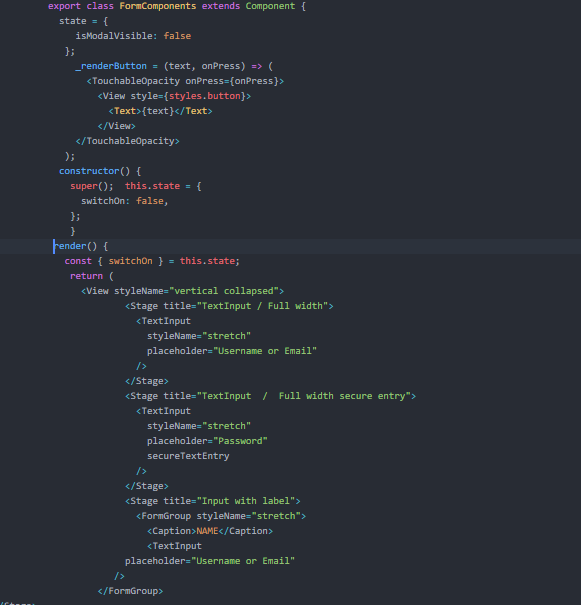 export class FormComponents extends Component {
state = {
isModalVisible: false
};
_renderButton = (text, onPress) => (
<TouchableOpacity onPress={onPress}>
<View style={styles.button}>
<Text>{text}</Text>
</View>
</TouchableOpacity>
);
constructor() {
super();  this.state = {
switchOn: false,
};
}
render() {
const { switchOn } = this.state;
return (
<View styleName="vertical collapsed">
<Stage title="TextInput / Full width">
<TextInput
styleName="stretch"
placeholder="Username or Email"
/>
</Stage>
<Stage title="TextInput  /  Full width secure entry">
<TextInput
styleName="stretch"
placeholder="Password"
secureTextEntry
/>
</Stage>
<Stage title="Input with label">
<FormGroup styleName="stretch">
<Caption>NAME</Caption>
<TextInput
placeholder="Username or Email"
/>
</FormGroup>